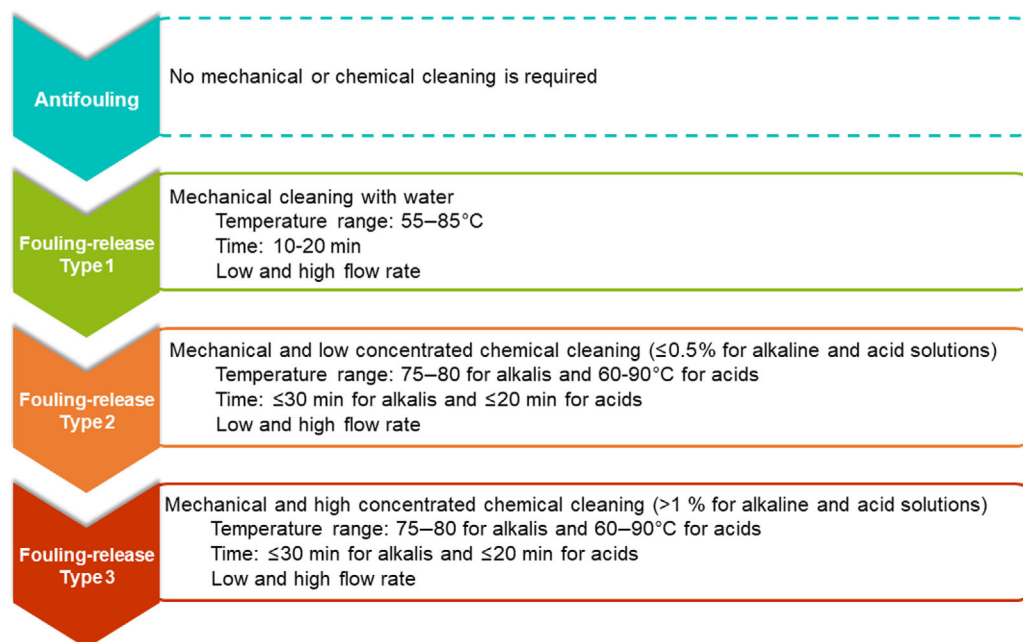 Antifouling
No mechanical or chemical cleaning is required
Fouling-release
Type 1
Mechanical cleaning with water
Temperature range: 55–85°C
Time: 10-20 min
Low and high flow rate
Fouling-release
Type 2
Mechanical and low concentrated chemical cleaning (≤0.5% for alkaline and acid solutions)
Temperature range: 75–80 for alkalis and 60-90°C for acids
Time: ≤30 min for alkalis and ≤20 min for acids
Low and high flow rate
Fouling-release
Type 3
Mechanical and high concentrated chemical cleaning (>1 % for alkaline and acid solutions)
Temperature range: 75–80 for alkalis and 60–90°C for acids
Time: ≤30 min for alkalis and ≤20 min for acids
Low and high flow rate